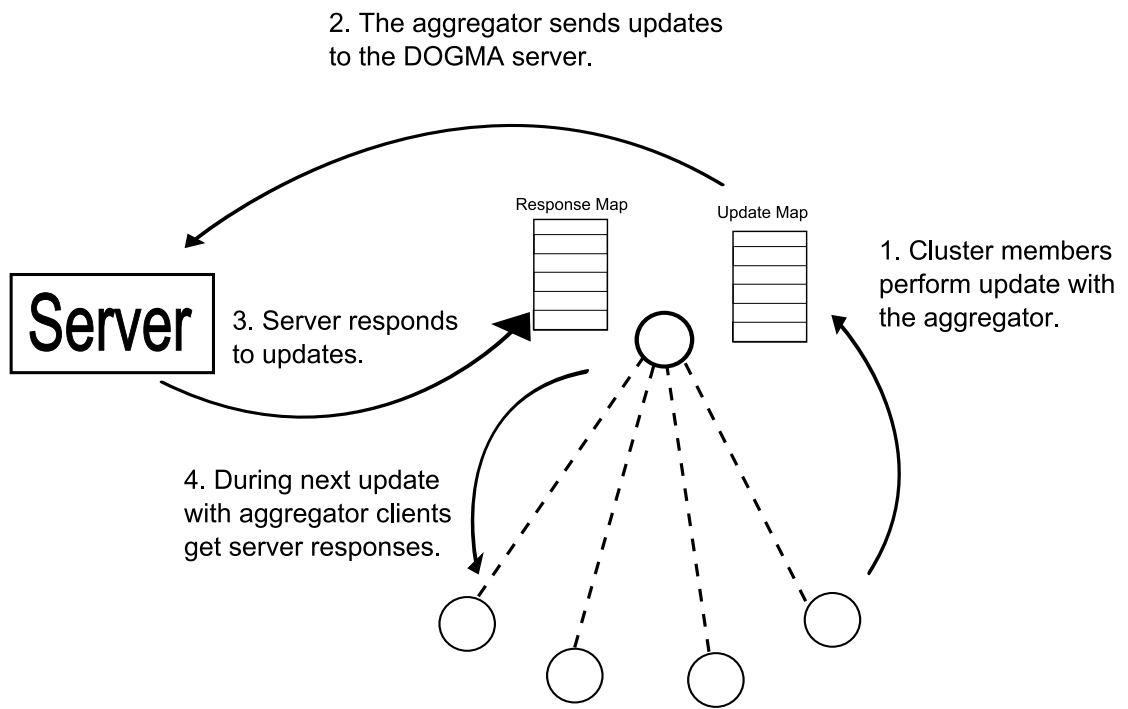 2. The aggregator sends updates
to the DOGMA server.
Response Map
Update Map
1. Cluster members
perform update with
the aggregator.
Server
3. Server responds
to updates.
4. During next update
with aggregator clients
get server responses.